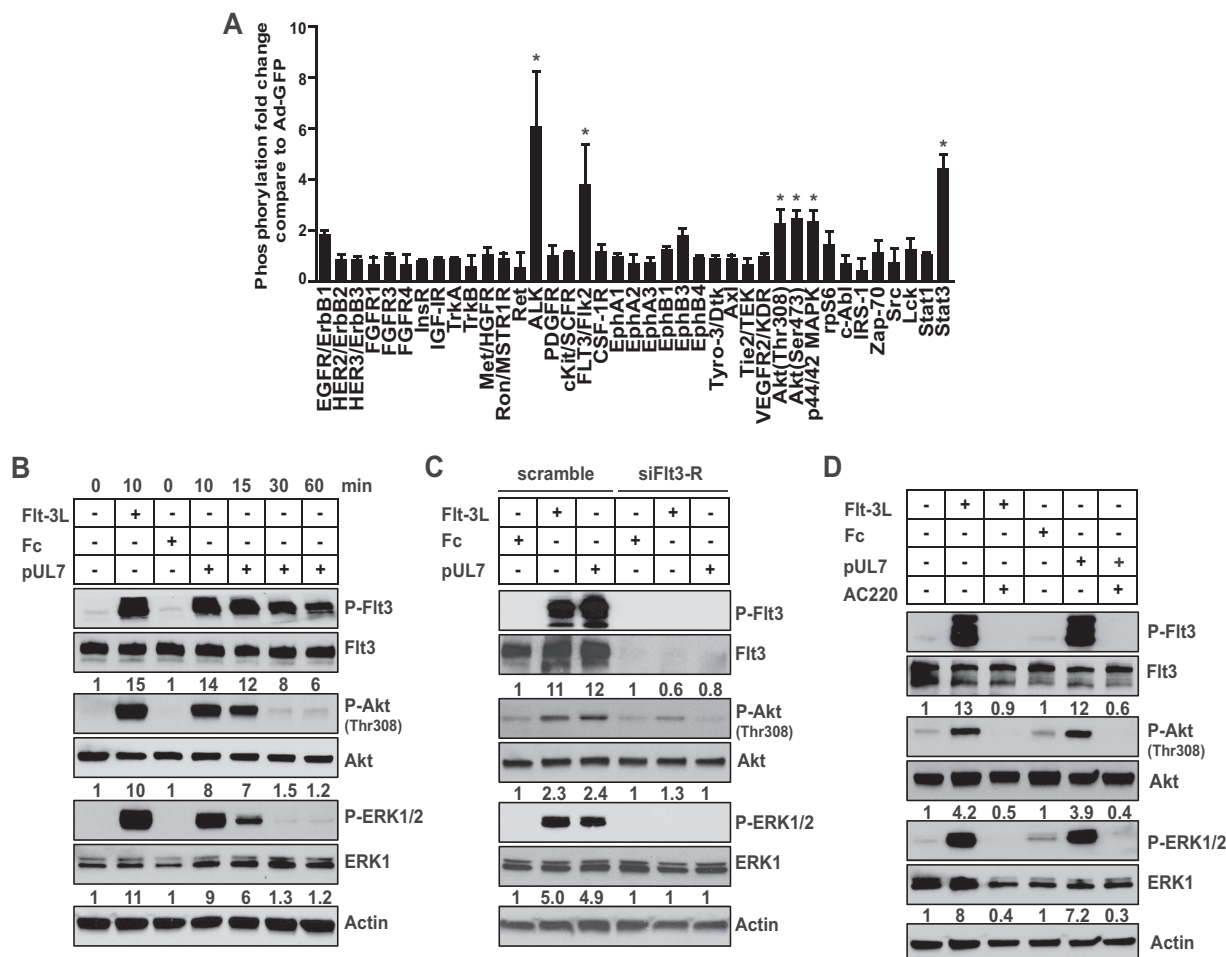 A
Phos phorylation fold change
compare to Ad-GFP
10
8
6
4
2
0
* * * * * *
EGFR/ErbB1
HER2/ErbB2
HER3/ErbB3
FGFR1
FGFR3
FGFR4
InsR
IGF-IR
TrkA
TrkB
Met/HGFR
Ron/MSTR1R
Ret
ALK
PDGFR
cKit/SCFR
FLT3/Flk2
CSF-1R
EphA1
EphA2
EphA3
EphB1
EphB3
EphB4
Tyro-3/Dtk
Axl
Tie2/TEK
VEGFR2/KDR
Akt(Thr308)
Akt(Ser473)
p44/42 MAPK
rpS6
c-Abl
IRS-1
Zap-70
Src
Lck
Stat1
Stat3
B
0 10 0 10 15 30 60 min
Flt-3L - + - - - - -
Fc - - + - - - -
pUL7 - - - + + + +
P-Flt3
Flt3
1 15 1 14 12 8 6
P-Akt
(Thr308)
Akt
1 10 1 8 7 1.5 1.2
P-ERK1/2
ERK1
1 11 1 9 6 1.3 1.2
Actin
C
scramble siFlt3-R
Flt-3L - + - - + -
Fc + - - + - -
pUL7 - - + - - +
P-Flt3
Flt3
1 11 12 1 0.6 0.8
P-Akt
(Thr308)
Akt
1 2.3 2.4 1 1.3 1
P-ERK1/2
ERK1
1 5.0 4.9 1 1 1
Actin
D
Flt-3L - + + - - -
Fc - - - + - -
pUL7 - - - - + +
AC220 - - + - - +
P-Flt3
Flt3
1 13 0.9 1 12 0.6
P-Akt
(Thr308)
Akt
1 4.2 0.5 1 3.9 0.4
P-ERK1/2
ERK1
1 8 0.4 1 7.2 0.3
Actin